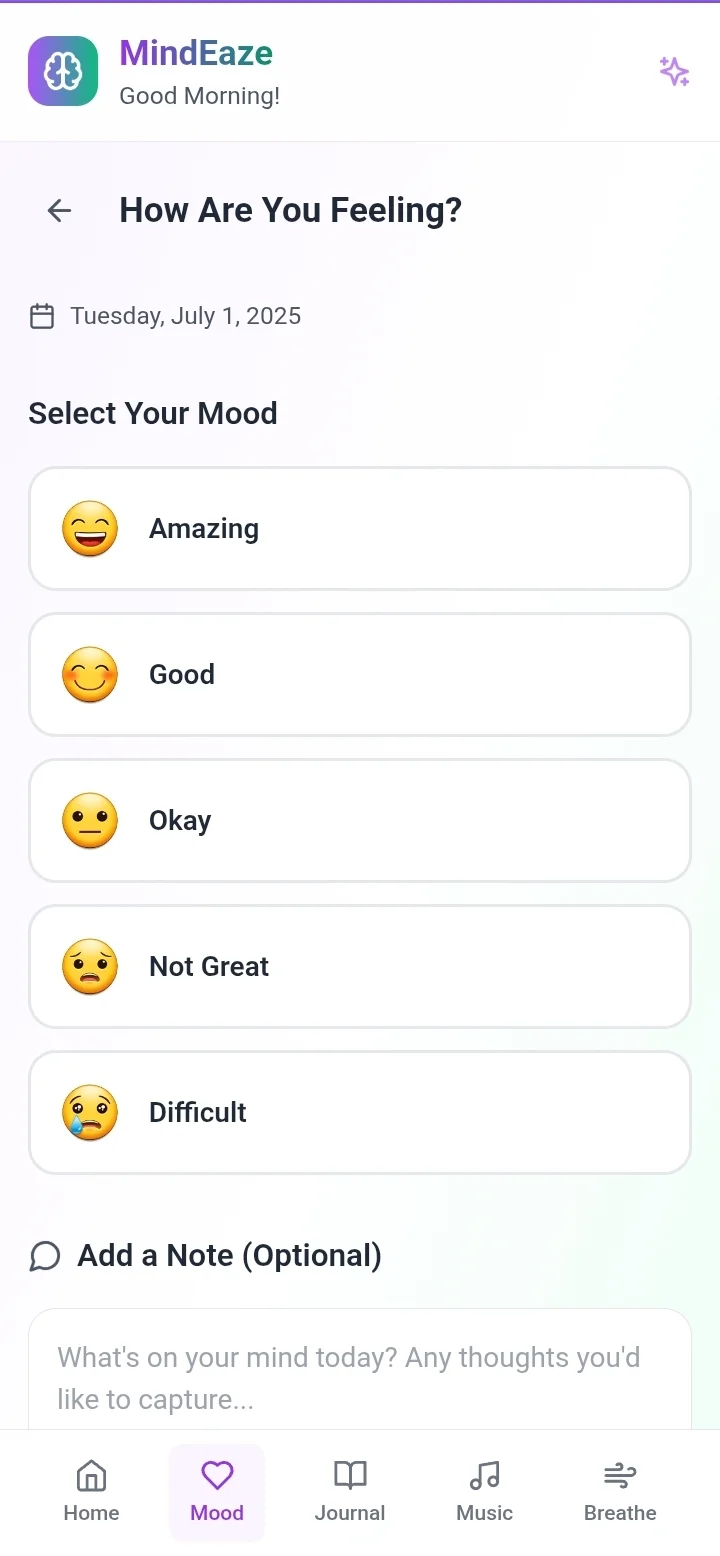 MindEaze
Good Morning!
How Are You Feeling?
Tuesday, July 1, 2025
Select Your Mood
Amazing
Good
Okay
Not Great
Difficult
Add a Note (Optional)
What's on your mind today? Any thoughts you'd
like to capture...
Home
Mood
Journal
Music
Breathe